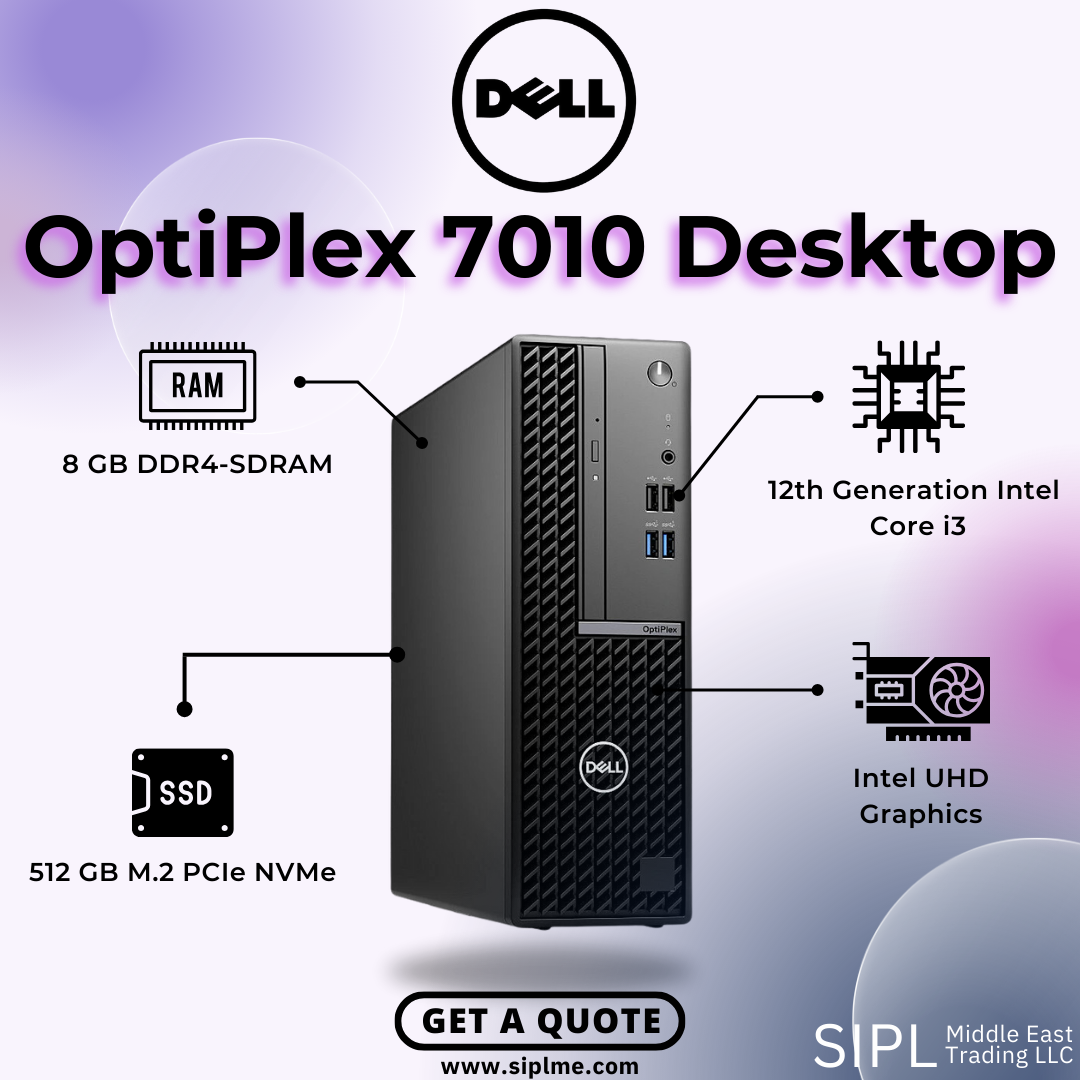 DELL
OptiPlex 7010 Desktop
RAM
8 GB DDR4-SDRAM
12th Generation Intel
Core i3
OptiPlex
DELL
SSD
512 GB M.2 PCIe NVMe
Intel UHD
Graphics
GET A QUOTE
www.siplme.com
SIPL Middle East
Trading LLC